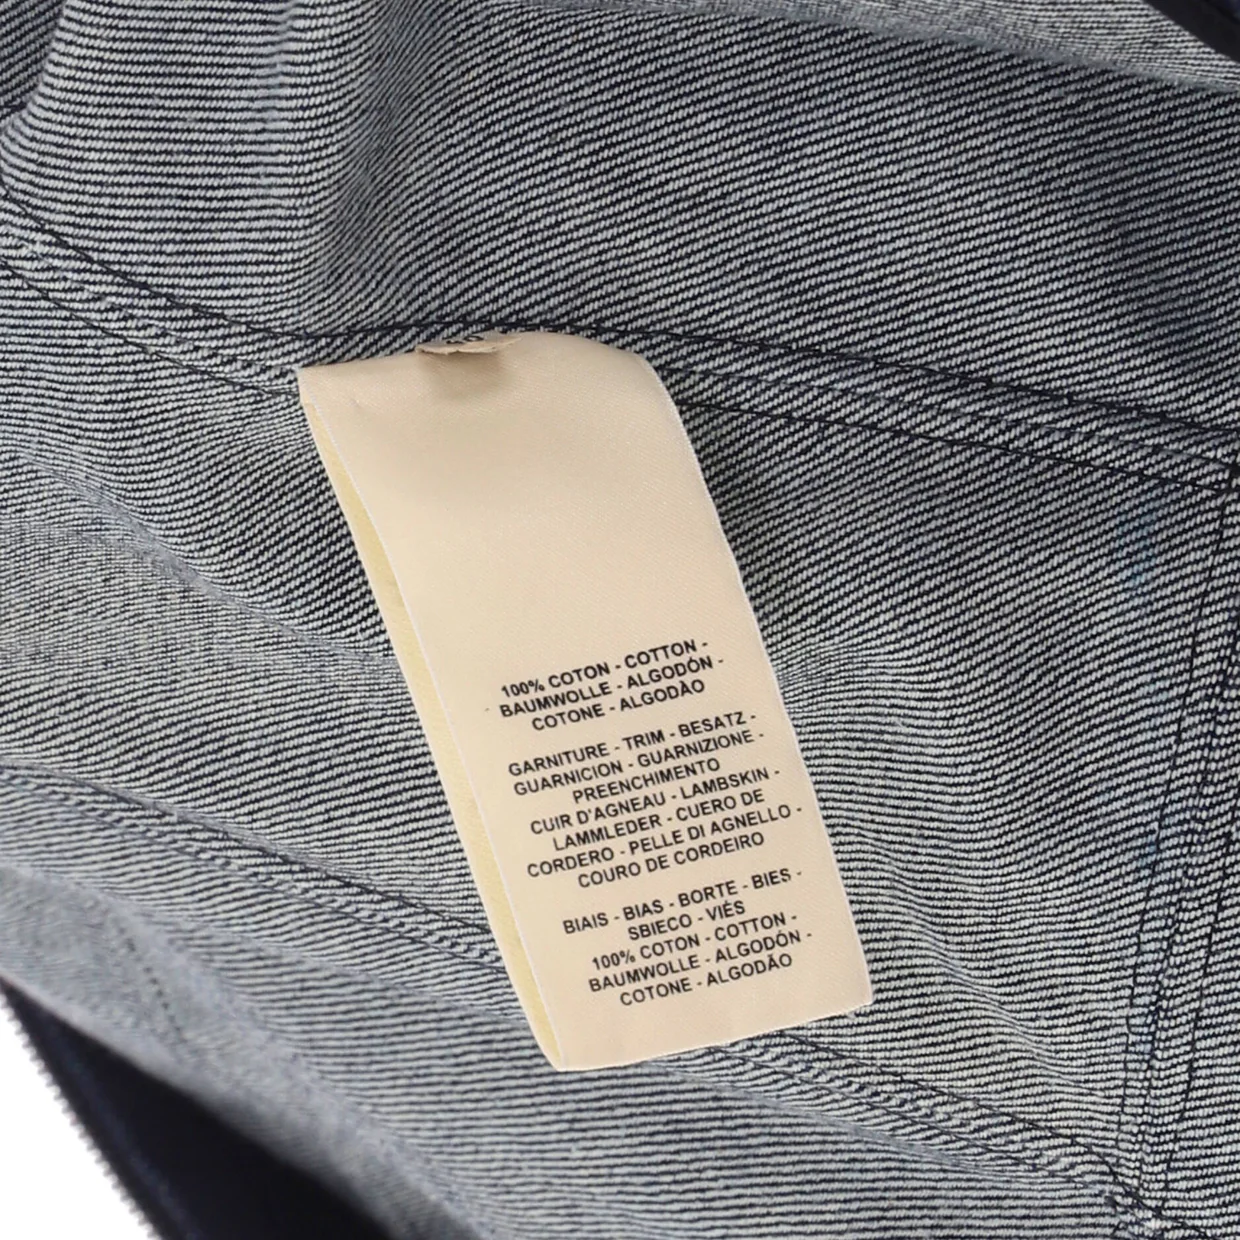 100% COTON - COTTON -
BAUMWOLLE - ALGODÓN -
COTONE - ALGODÀO
GARNITURE - TRIM - BESATZ -
GUARNICION - GUARNIZIONE -
PREENCHIMENTO
CUIR D'AGNEAU - LAMBSKIN -
LAMMLEDER - CUERO DE
CORDERO - PELLE DI AGNELLO -
COURO DE CORDEIRO
BIAIS - BIAS - BORTE - BIES -
SBIECO - VIÉS
100% COTON - COTTON -
BAUMWOLLE - ALGODÓN -
COTONE - ALGODÃO